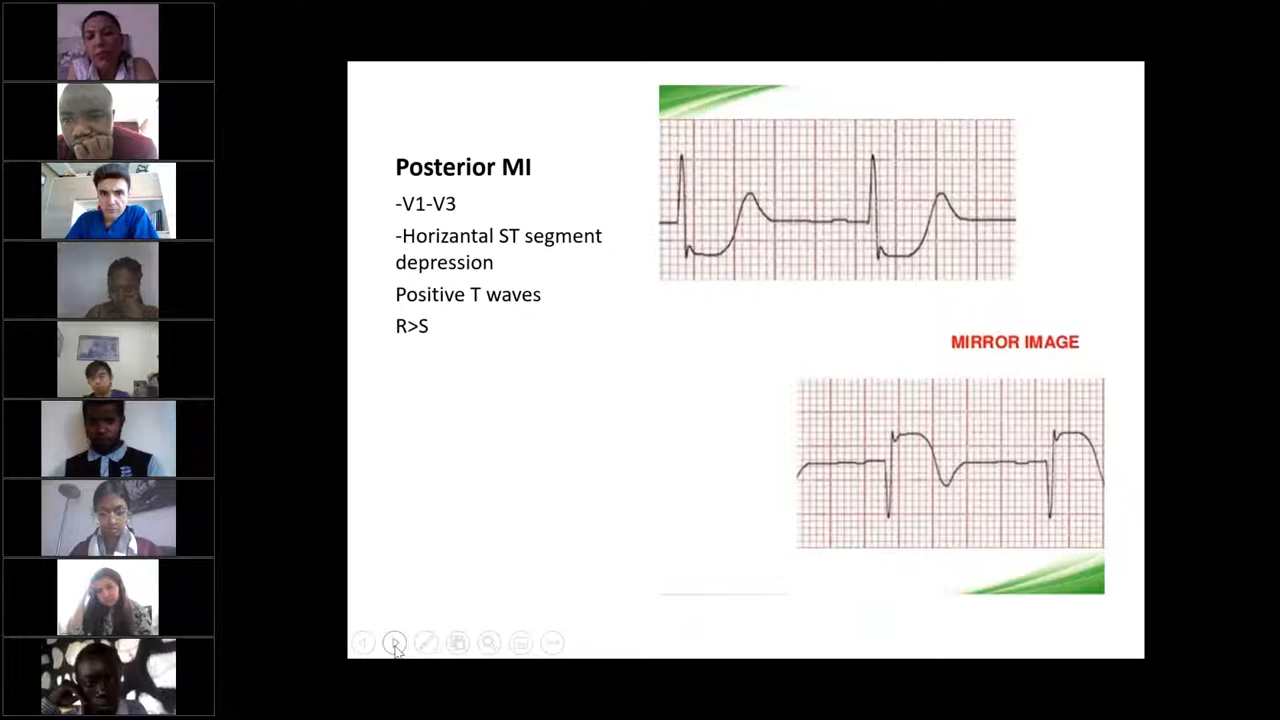 Posterior MI
-V1-V3
-Horizantal ST segment
depression
Positive T waves
R>S
MIRROR IMAGE